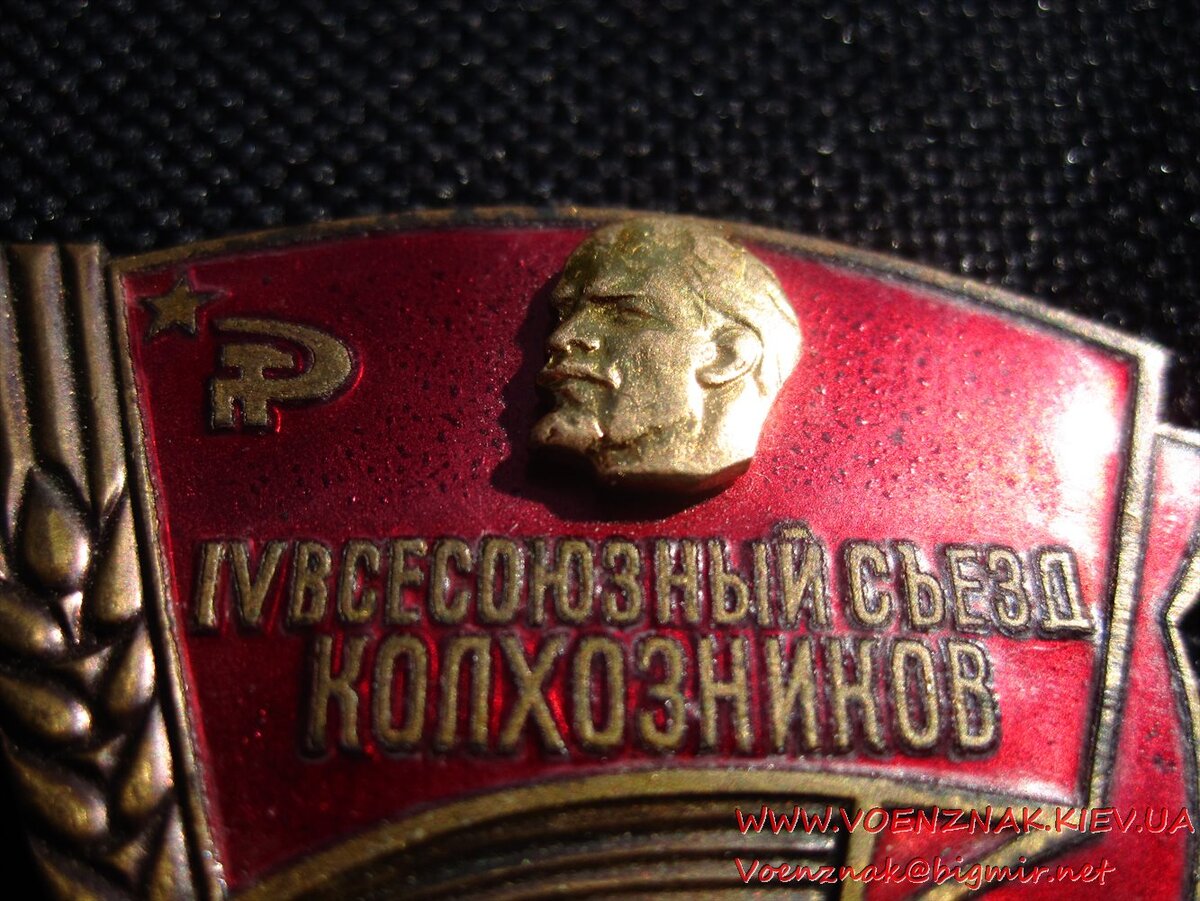 IV ВСЕСОЮЗНЫЙ СЪЕЗД
КОЛХОЗНИКОВ
WWW.VOENZNAK.KIEV.UA
Voenznak@bigmir.net